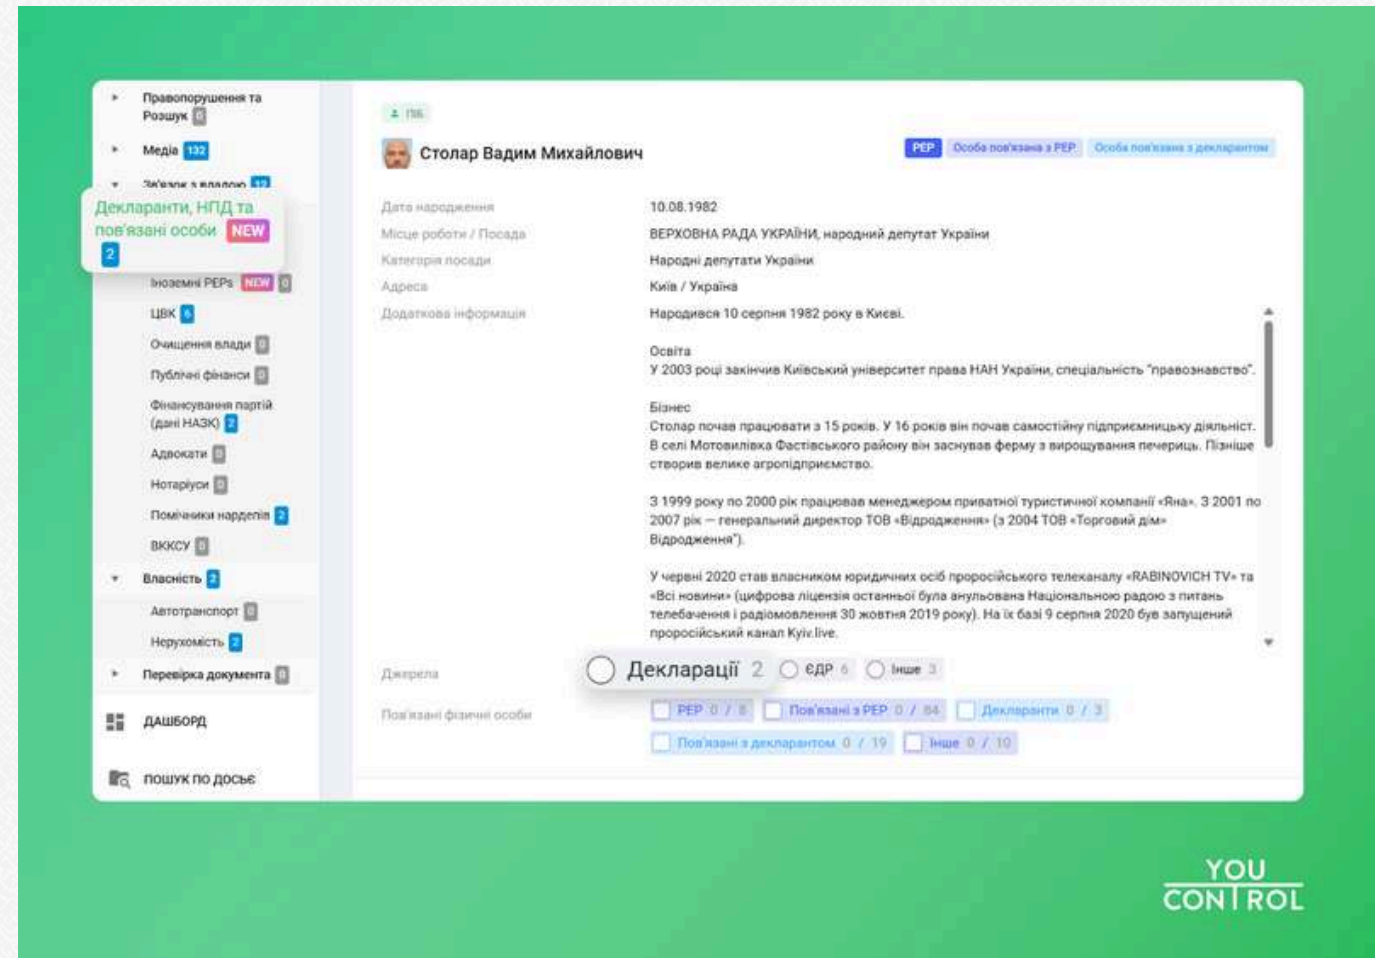 Правопорушення та
Розшук 0
Медіа 132
Зв'язок з владою 12
Декларанти, НПД та
пов'язані особи NEW
2
Іноземні PEPs NEW 0
ЦВК 6
Очищення влади 0
Публічні фінанси 0
Фінансування партій
(дані НАЗК) 2
Адвокати 0
Нотаріуси 0
Помічники нардепів 2
ВККСУ 0
Власність 2
Автотранспорт 0
Нерухомість 2
Перевірка документа 0
ДАШБОРД
ПОШУК ПО ДОСЬЄ
ПІБ
Столар Вадим Михайлович
PEP Особа пов'язана з PEP Особа пов'язана з декларантом
Дата народження 10.08.1982
Місце роботи / Посада ВЕРХОВНА РАДА УКРАЇНИ, народний депутат України
Категорія посади Народні депутати України
Адреса Київ / Україна
Додаткова інформація Народився 10 серпня 1982 року в Києві.
Освіта
У 2003 році закінчив Київський університет права НАН України, спеціальність "правознавство".
Бізнес
Столар почав працювати з 15 років. У 16 років він почав самостійну підприємницьку діяльніст.
В селі Мотовилівка Фастівського району він заснував ферму з вирощування печериць. Пізніше
створив велике агропідприємство.
З 1999 року по 2000 рік працював менеджером приватної туристичної компанії «Яна». З 2001 по
2007 рік — генеральний директор ТОВ «Відродження» (з 2004 ТОВ «Торговий дім»
Відродження").
У червні 2020 став власником юридичних осіб проросійського телеканалу «RABINOVICH TV» та
«Всі новини» (цифрова ліцензія останньої була анульована Національною радою з питань
телебачення і радіомовлення 30 жовтня 2019 року). На їх базі 9 серпня 2020 був запущений
проросійський канал Kyiv.live.
Джерела Декларації 2 ЄДР 6 Інше 3
Пов'язані фізичні особи PEP 0 / 8 Пов'язані з PEP 0 / 84 Декларанти 0 / 3
Пов'язані з декларантом 0 / 19 Інше 0 / 10
YOU
CONTROL